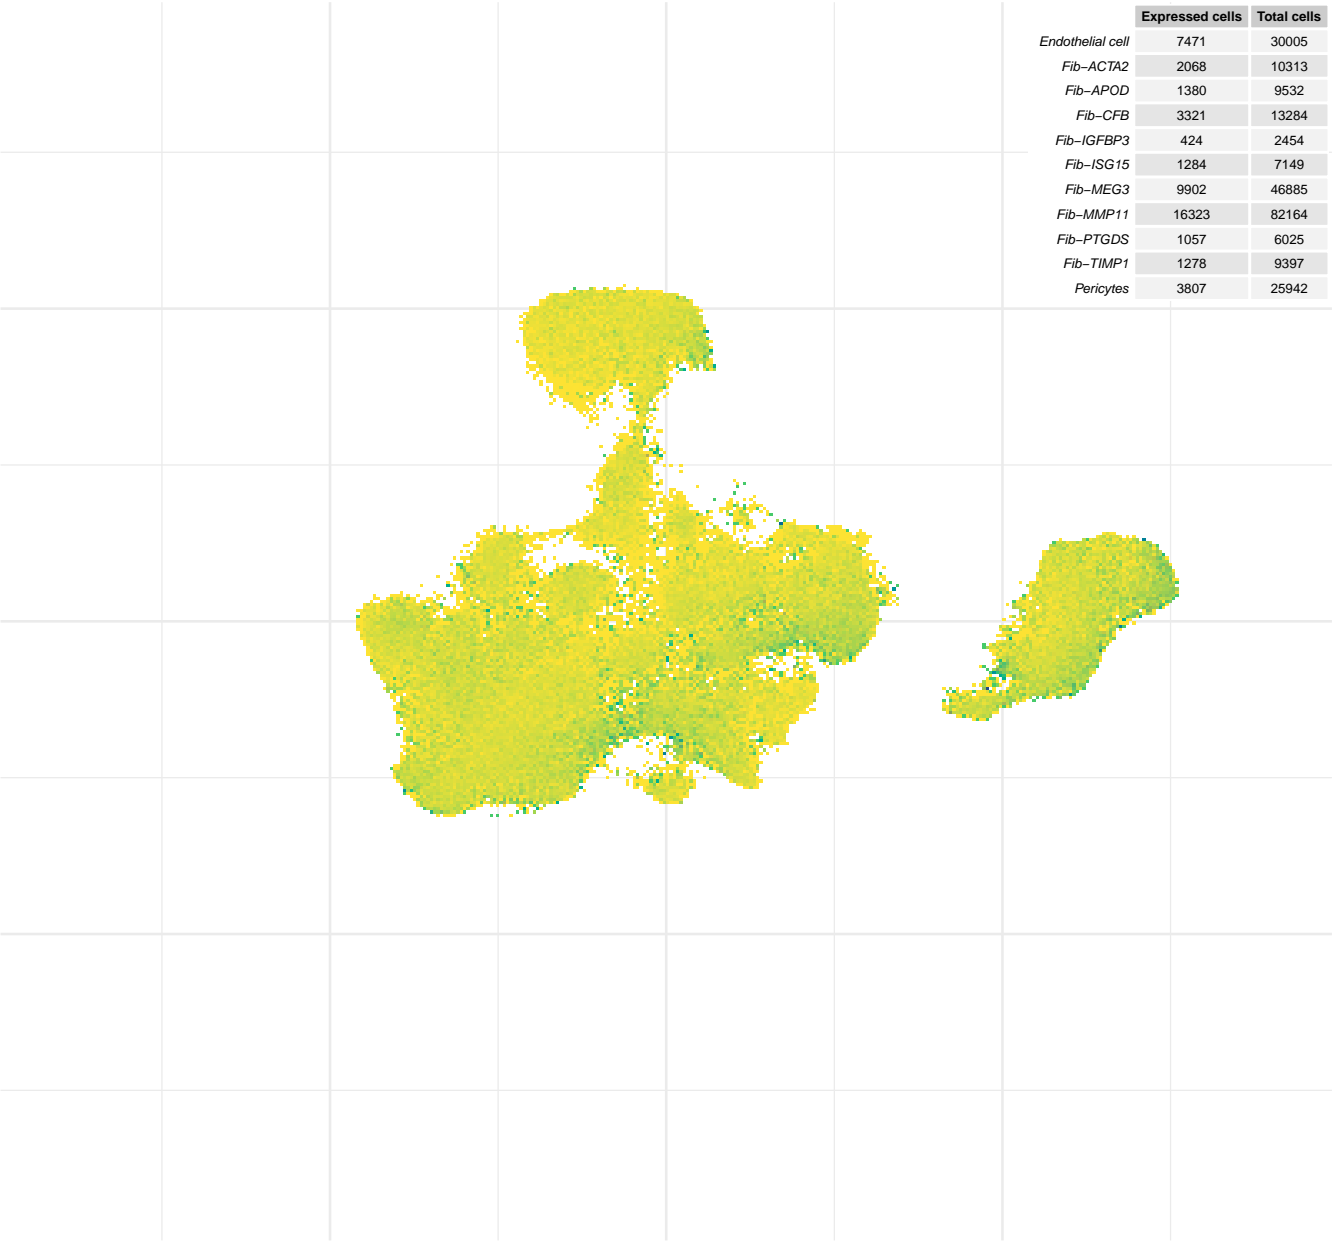 Expressed cells Total cells
Endothelial cell 7471 30005
Fib−ACTA2 2068 10313
Fib−APOD 1380 9532
Fib−CFB 3321 13284
Fib−IGFBP3 424 2454
Fib−ISG15 1284 7149
Fib−MEG3 9902 46885
Fib−MMP11 16323 82164
Fib−PTGDS 1057 6025
Fib−TIMP1 1278 9397
Pericytes 3807 25942